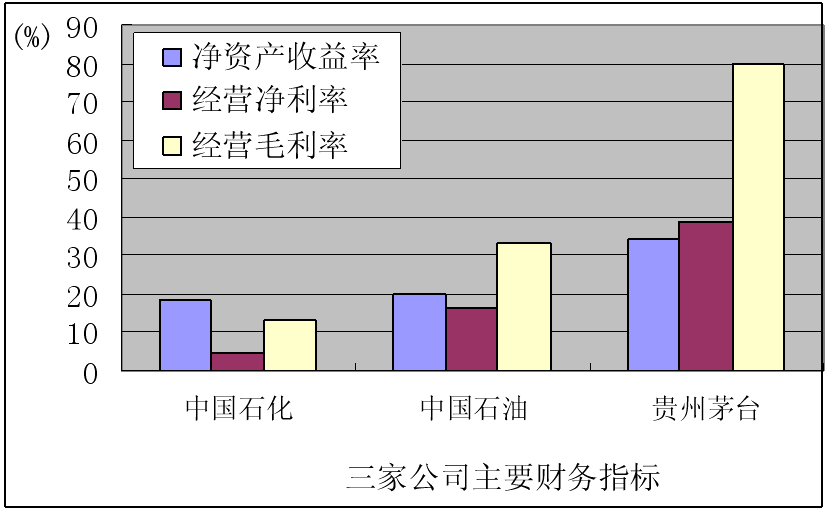 (%)
90
80
70
60
50
40
30
20
10
0
净资产收益率
经营净利率
经营毛利率
中国石化
中国石油
贵州茅台
三家公司主要财务指标